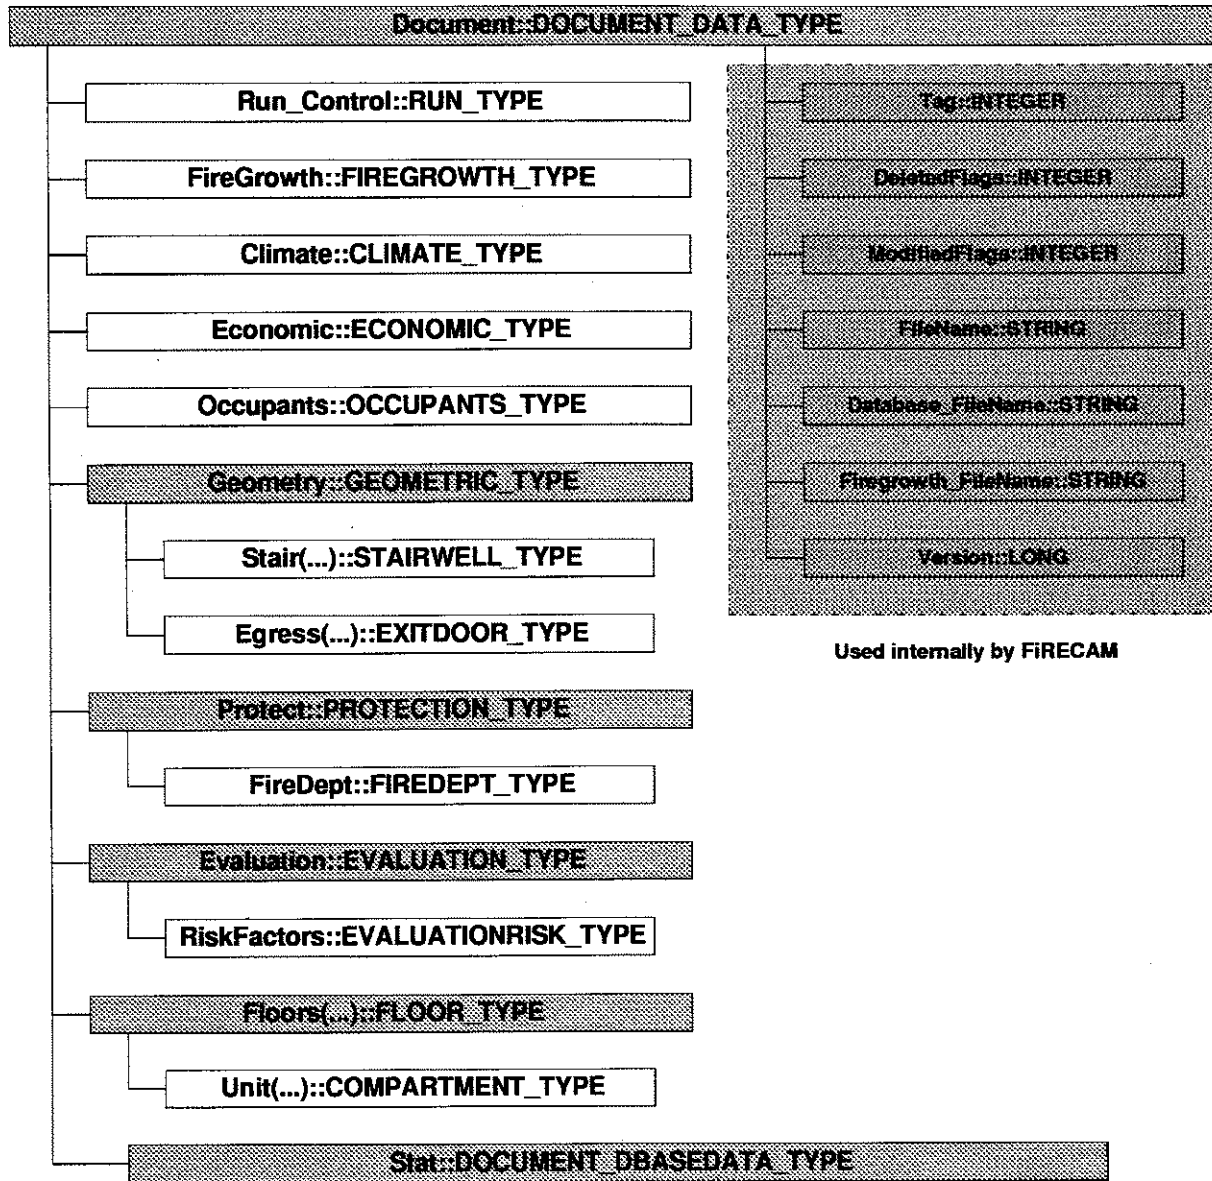 Document::DOCUMENT_DATA_TYPE
Run_Control::RUN_TYPE
FireGrowth::FIREGROWTH_TYPE
Climate::CLIMATE_TYPE
Economic::ECONOMIC_TYPE
Occupants::OCCUPANTS_TYPE
Geometry::GEOMETRIC_TYPE
Stair(...)::STAIRWELL_TYPE
Egress(...)::EXITDOOR_TYPE
Protect::PROTECTION_TYPE
FireDept::FIREDEPT_TYPE
Evaluation::EVALUATION_TYPE
RiskFactors::EVALUATIONRISK_TYPE
Floors(...)::FLOOR_TYPE
Unit(...)::COMPARTMENT_TYPE
Stat::DOCUMENT_DBASEDATA_TYPE
Tag::INTEGER
DeletedFlags::INTEGER
ModifiedFlags::INTEGER
FileName::STRING
Database_FileName::STRING
Firegrowth_FileName::STRING
Version::LONG
Used internally by FiRECAM